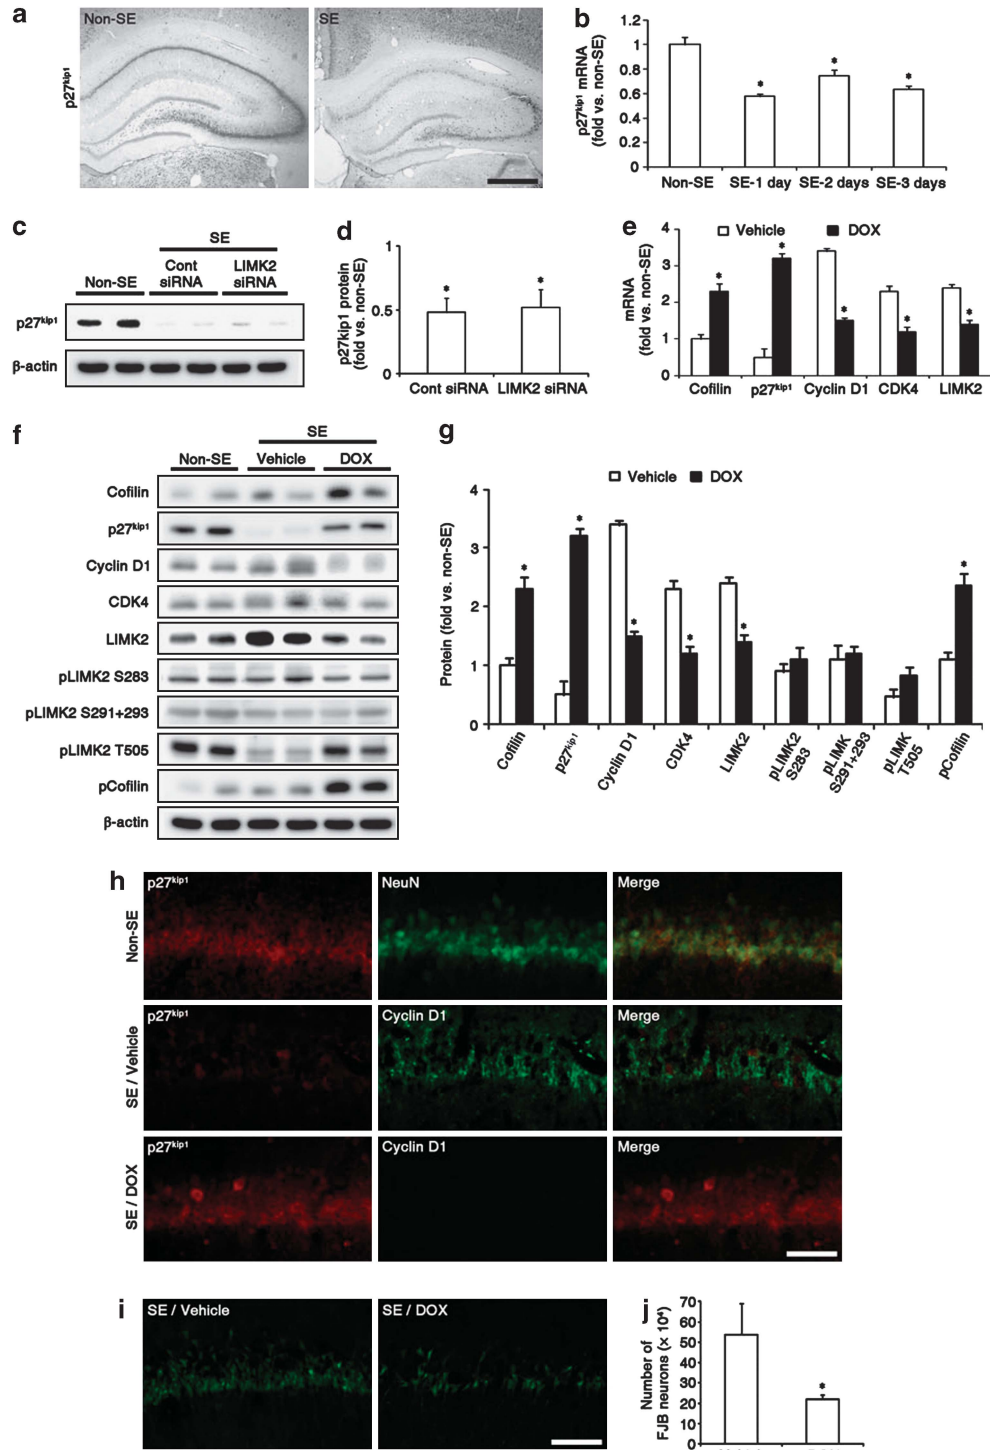 a
Non-SE
SE
p27kip1
b
p27kip1 mRNA
(fold vs. non-SE)
1.2
1
0.8
0.6
0.4
0.2
0
* * *
Non-SE SE-1 day SE-2 days SE-3 days
c
SE
Non-SE
Cont siRNA
LIMK2 siRNA
p27kip1
β-actin
d
p27kip1 protein
(fold vs. non-SE)
1
0.5
0
* *
Cont siRNA LIMK2 siRNA
e
Vehicle DOX
mRNA
(fold vs. non-SE)
4
3
2
1
0
* * * * *
Cofilin p27kip1 Cyclin D1 CDK4 LIMK2
f
SE
Non-SE Vehicle DOX
Cofilin
p27kip1
Cyclin D1
CDK4
LIMK2
pLIMK2 S283
pLIMK2 S291+293
pLIMK2 T505
pCofilin
β-actin
g
Vehicle DOX
Protein (fold vs. non-SE)
4
3
2
1
0
* * * * * *
Cofilin
p27kip1
Cyclin D1
CDK4
LIMK2
pLIMK2 S283
pLIMK S291+293
pLIMK T505
pCofilin
h
Non-SE
p27kip1 NeuN Merge
SE / Vehicle
p27kip1 Cyclin D1 Merge
SE / DOX
p27kip1 Cyclin D1 Merge
i
SE / Vehicle SE / DOX
j
Number of
FJB neurons (× 10⁴)
70
60
50
40
30
20
10
0
*